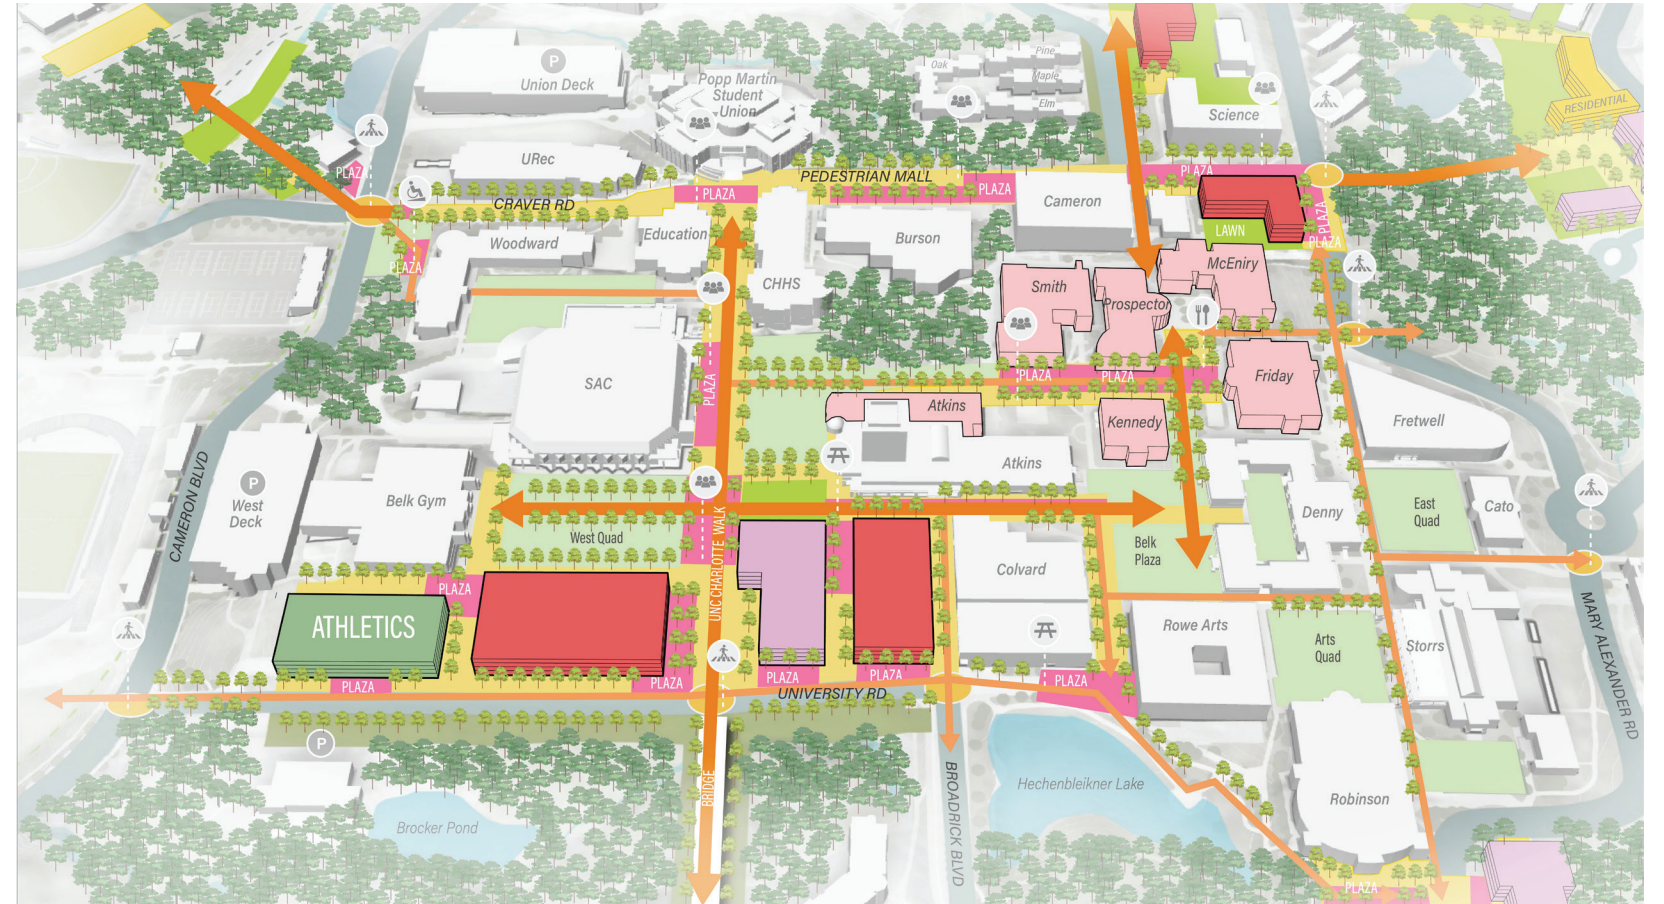 P
Union Deck
Popp Martin
Student
Union
Oak
Pine
Maple
Elm
Science
RESIDENTIAL
URec
PLAZA
PEDESTRIAN MALL
PLAZA
PLAZA
PLAZA
CRAVER RD
Cameron
PLAZA
LAWN
PLAZA
Woodward
Education
Burson
PLAZA
CHHS
Smith
Prospector
McEniry
SAC
PLAZA
PLAZA
PLAZA
Friday
Atkins
Kennedy
Fretwell
Atkins
CAMERON BLVD
P
West
Deck
Belk Gym
West Quad
UNC CHARLOTTE WALK
Belk
Plaza
Denny
East
Quad
Cato
Colvard
PLAZA
ATHLETICS
Rowe Arts
Arts
Quad
Storrs
MARY ALEXANDER RD
PLAZA
PLAZA
PLAZA
PLAZA
PLAZA
UNIVERSITY RD
P
BRIDGE
BROADRICK BLVD
Hechenbleikner Lake
Robinson
Brocker Pond
PLAZA